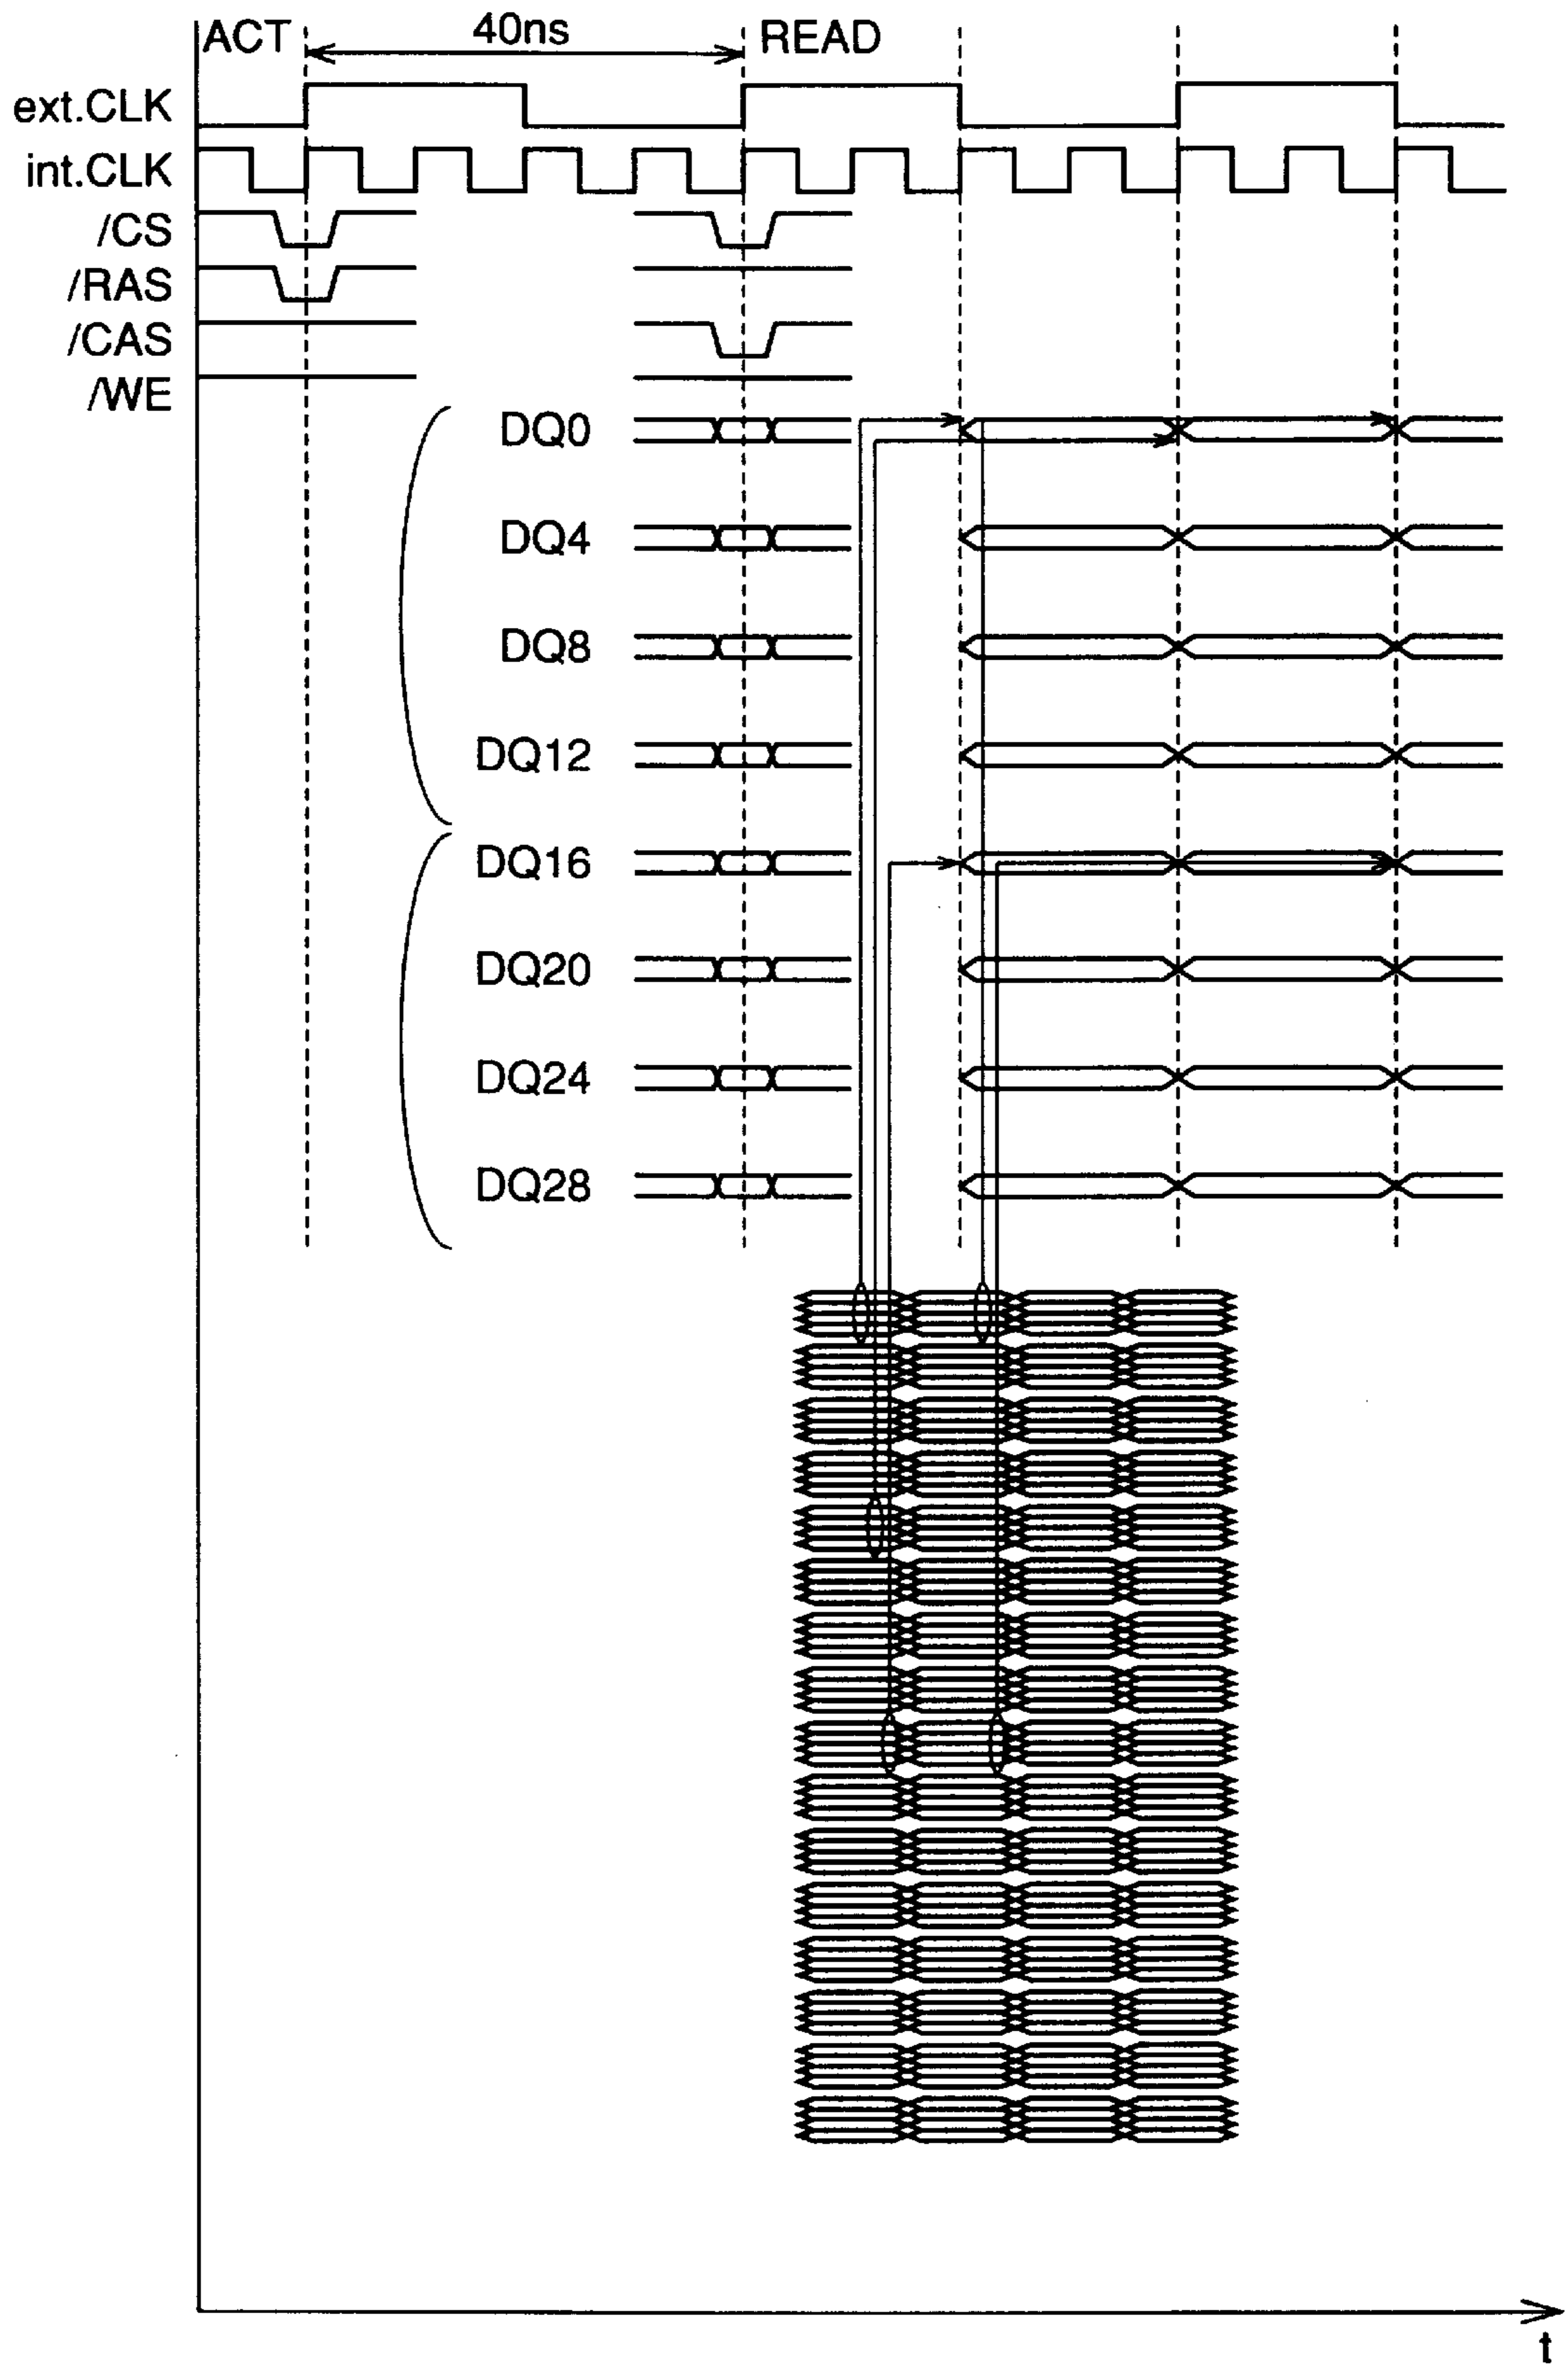 ACT 40ns READ
ext.CLK
int.CLK
/CS
/RAS
/CAS
/WE
DQ0
DQ4
DQ8
DQ12
DQ16
DQ20
DQ24
DQ28
t